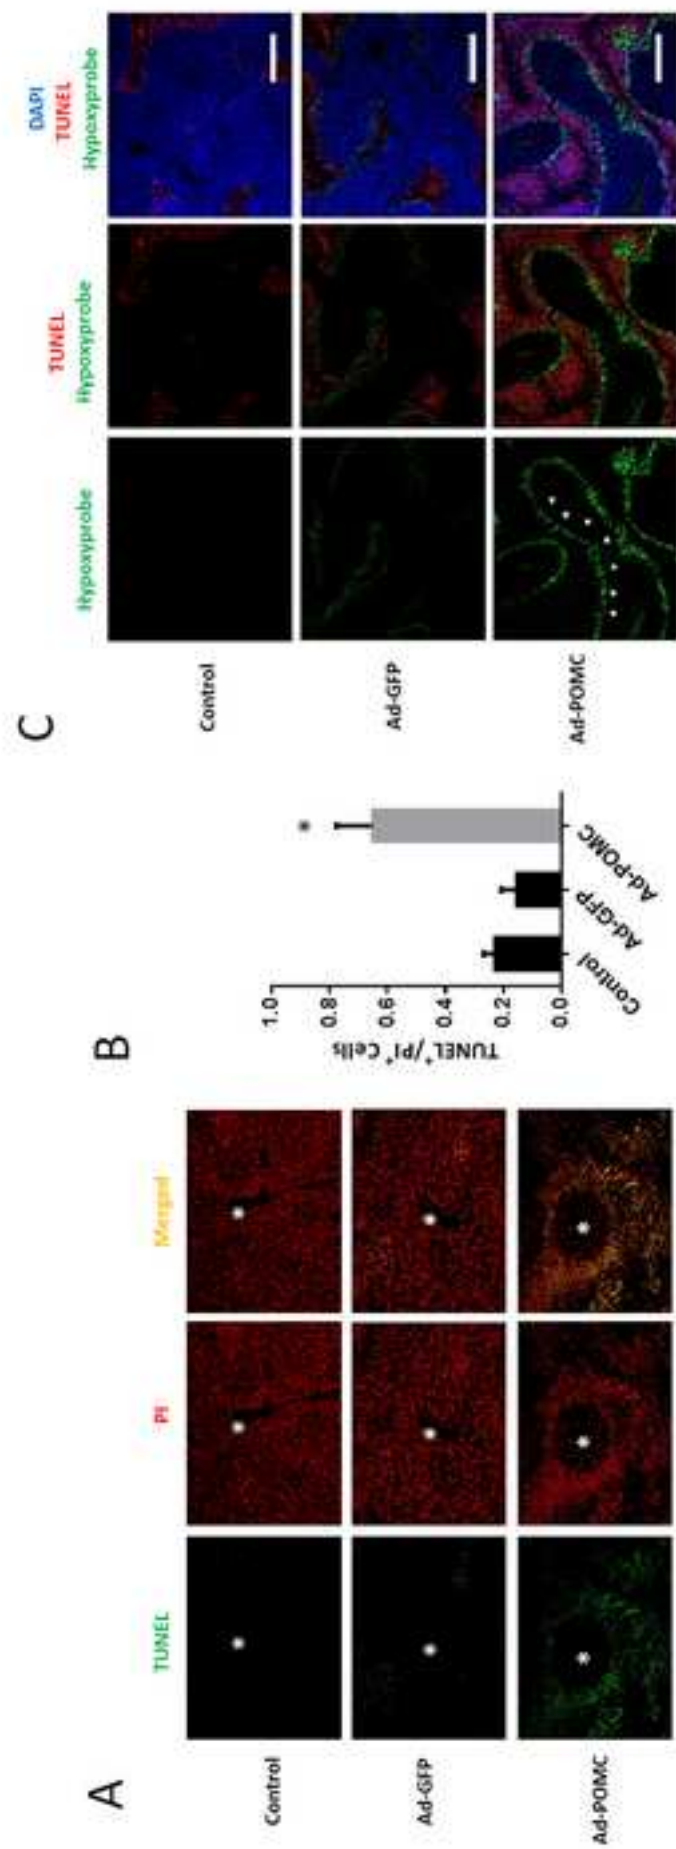 A
TUNEL
PI
Merged
Control
Ad-GFP
Ad-POMC
B
TUNEL+/PI+ Cells
1.0
0.8
0.6
0.4
0.2
0.0
*
Control
Ad-GFP
Ad-POMC
C
Hypoxyprobe
TUNEL
Hypoxyprobe
DAPI
TUNEL
Hypoxyprobe
Control
Ad-GFP
Ad-POMC